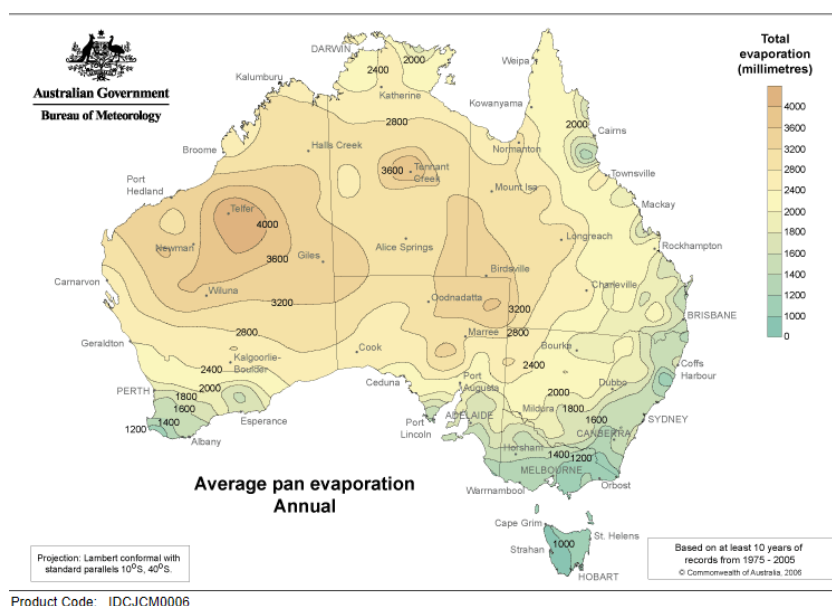 Australian Government
Bureau of Meteorology
Total
evaporation
(millimetres)
4000
3600
3200
2800
2400
2000
1800
1600
1400
1200
1000
0
DARWIN
2000
2400
Weipa
Kalumburu
Katherine
Kowanyama
2800
2000
Cairns
Broome
Halls Creek
Normanton
3600
Tennant
Creek
Townsville
Port
Hedland
Mount Isa
Mackay
Telfer
4000
Newman
Alice Springs
Longreach
Rockhampton
3600
Giles
Birdsville
Carnarvon
Wiluna
Charleville
3200
Oodnadatta
3200
BRISBANE
2800
Marree
2800
Geraldton
Cook
Bourke
Kalgoorlie-
Boulder
2400
2400
Coffs
Harbour
Ceduna
Port
Augusta
PERTH
2000
1800
2000
Dubbo
1600
Mildura
1800
ADELAIDE
1600
SYDNEY
1400
1200
Esperance
Port
Lincoln
CANBERRA
Albany
Horsham
1400
1200
MELBOURNE
Warrnambool
Orbost
Average pan evaporation
Annual
Cape Grim
St. Helens
1000
Strahan
HOBART
Projection: Lambert conformal with
standard parallels 10°S, 40°S.
Based on at least 10 years of
records from 1975 - 2005
© Commonwealth of Australia, 2006
Product Code: IDCJCM0006